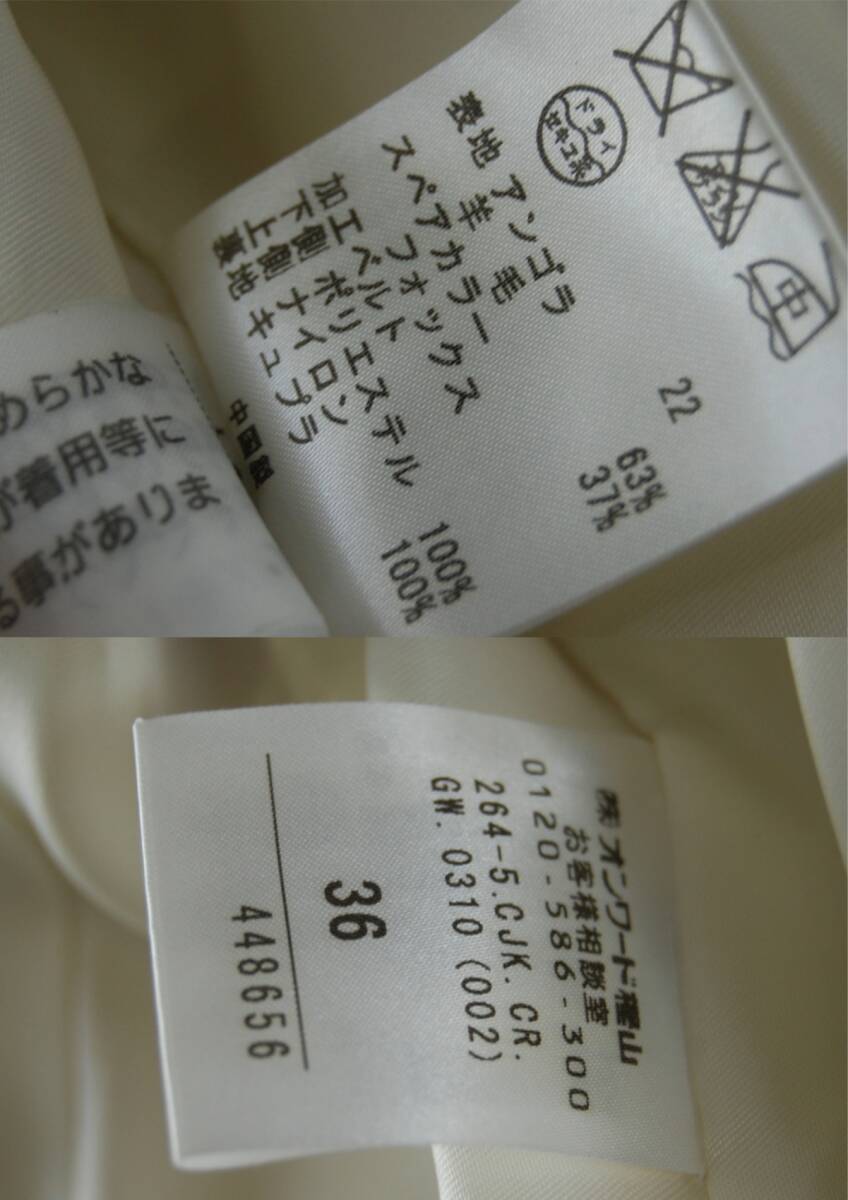 22
中
ドライ
セキユ系
表地 アンゴラ 63%
羊 毛 37%
スペアカラー
フォックス
加工ベルト
下側 ポリエステル 100%
上側 ナイロン 100%
裏地 キュプラ
中国製
めらかな
が着用等に
る事がありま
㈱オンワード樫山
お客様相談室
0120-586-300
264-5.CJK.CR.
GW.0310(002)
36
448656